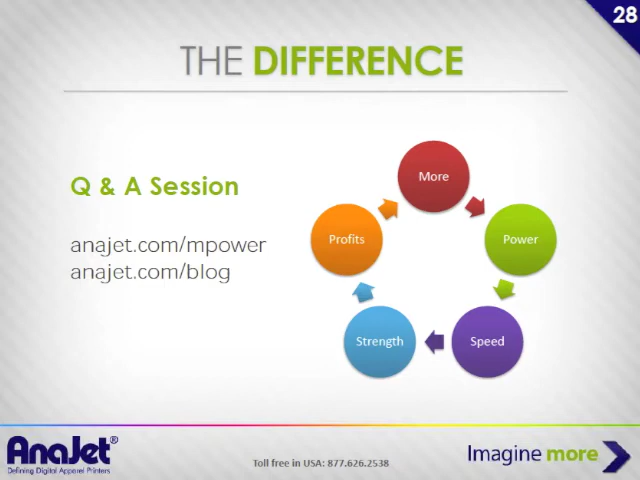 28
THE DIFFERENCE
Q & A Session
anajet.com/mpower
anajet.com/blog
More
Power
Speed
Strength
Profits
AnaJet®
Defining Digital Apparel Printers
Toll free in USA: 877.626.2538
Imagine more